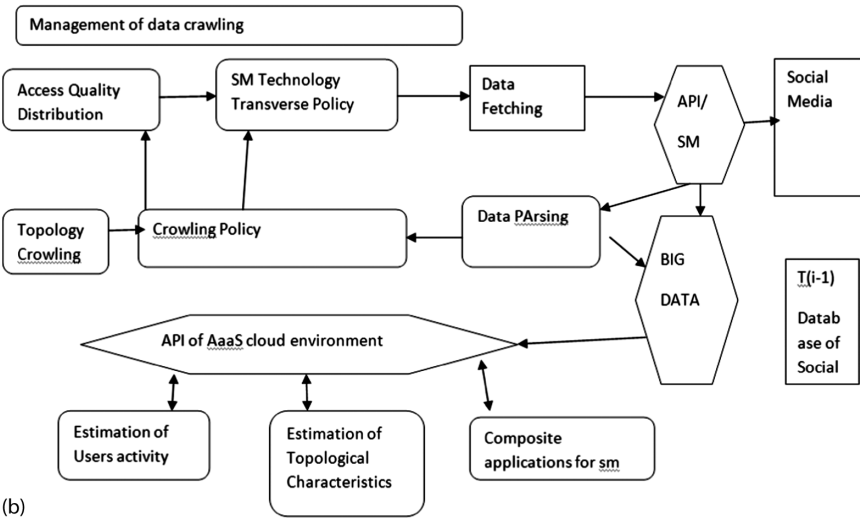 Management of data crawling
Access Quality
Distribution
SM Technology
Transverse Policy
Data
Fetching
API/
SM
Social
Media
Topology
Crowling
Crowling Policy
Data PArsing
BIG
DATA
T(i-1)
Datab
ase of
Social
API of AaaS cloud environment
Estimation of
Users activity
Estimation of
Topological
Characteristics
Composite
applications for sm
(b)